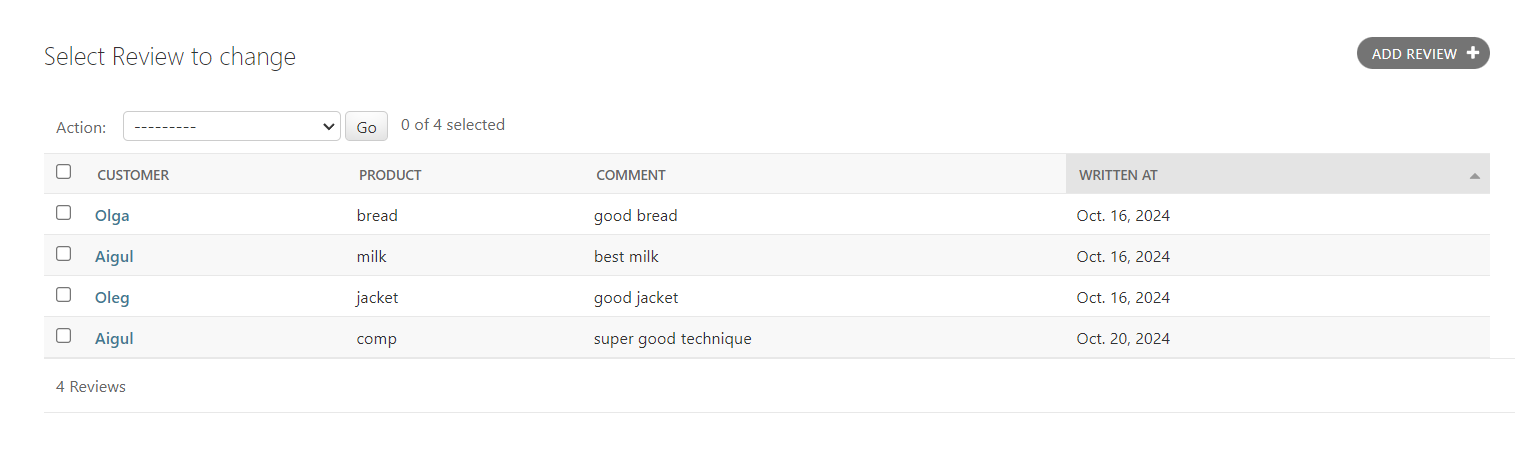 Select Review to change
ADD REVIEW +
Action: --------- Go 0 of 4 selected
CUSTOMER PRODUCT COMMENT WRITTEN AT
Olga bread good bread Oct. 16, 2024
Aigul milk best milk Oct. 16, 2024
Oleg jacket good jacket Oct. 16, 2024
Aigul comp super good technique Oct. 20, 2024
4 Reviews